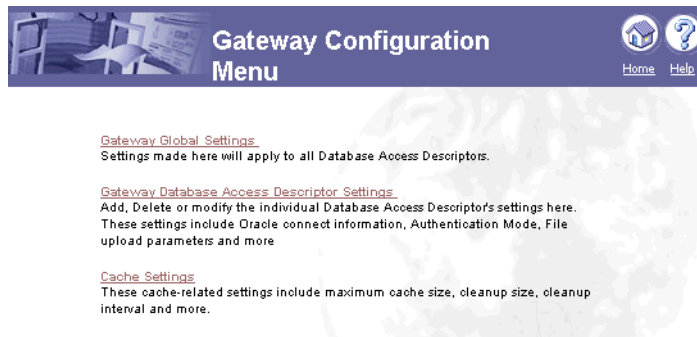 Gateway Configuration
Menu
Home Help
Gateway Global Settings
Settings made here will apply to all Database Access Descriptors.
Gateway Database Access Descriptor Settings
Add, Delete or modify the individual Database Access Descriptor's settings here.
These settings include Oracle connect information, Authentication Mode, File
upload parameters and more
Cache Settings
These cache-related settings include maximum cache size, cleanup size, cleanup
interval and more.